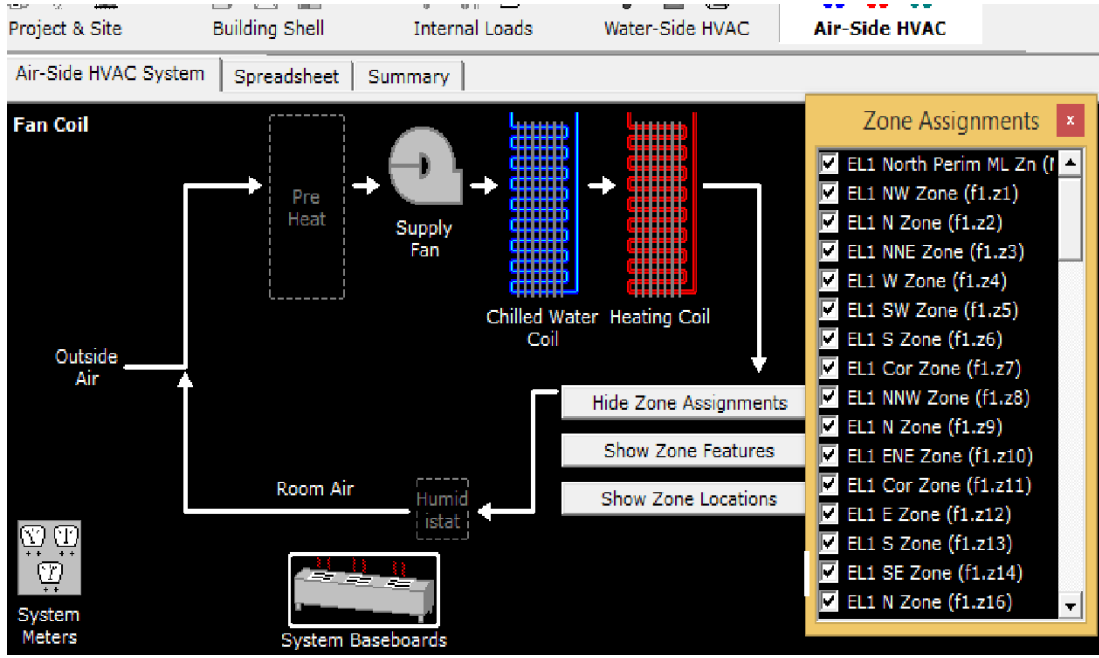 Project & Site
Building Shell
Internal Loads
Water-Side HVAC
Air-Side HVAC
Air-Side HVAC System
Spreadsheet
Summary
Fan Coil
Pre
Heat
Supply
Fan
Chilled Water
Coil
Heating Coil
Outside
Air
Hide Zone Assignments
Show Zone Features
Show Zone Locations
Room Air
Humid
istat
System
Meters
System Baseboards
Zone Assignments
x
EL1 North Perim ML Zn
EL1 NW Zone (f1.z1)
EL1 N Zone (f1.z2)
EL1 NNE Zone (f1.z3)
EL1 W Zone (f1.z4)
EL1 SW Zone (f1.z5)
EL1 S Zone (f1.z6)
EL1 Cor Zone (f1.z7)
EL1 NNW Zone (f1.z8)
EL1 N Zone (f1.z9)
EL1 ENE Zone (f1.z10)
EL1 Cor Zone (f1.z11)
EL1 E Zone (f1.z12)
EL1 S Zone (f1.z13)
EL1 SE Zone (f1.z14)
EL1 N Zone (f1.z16)